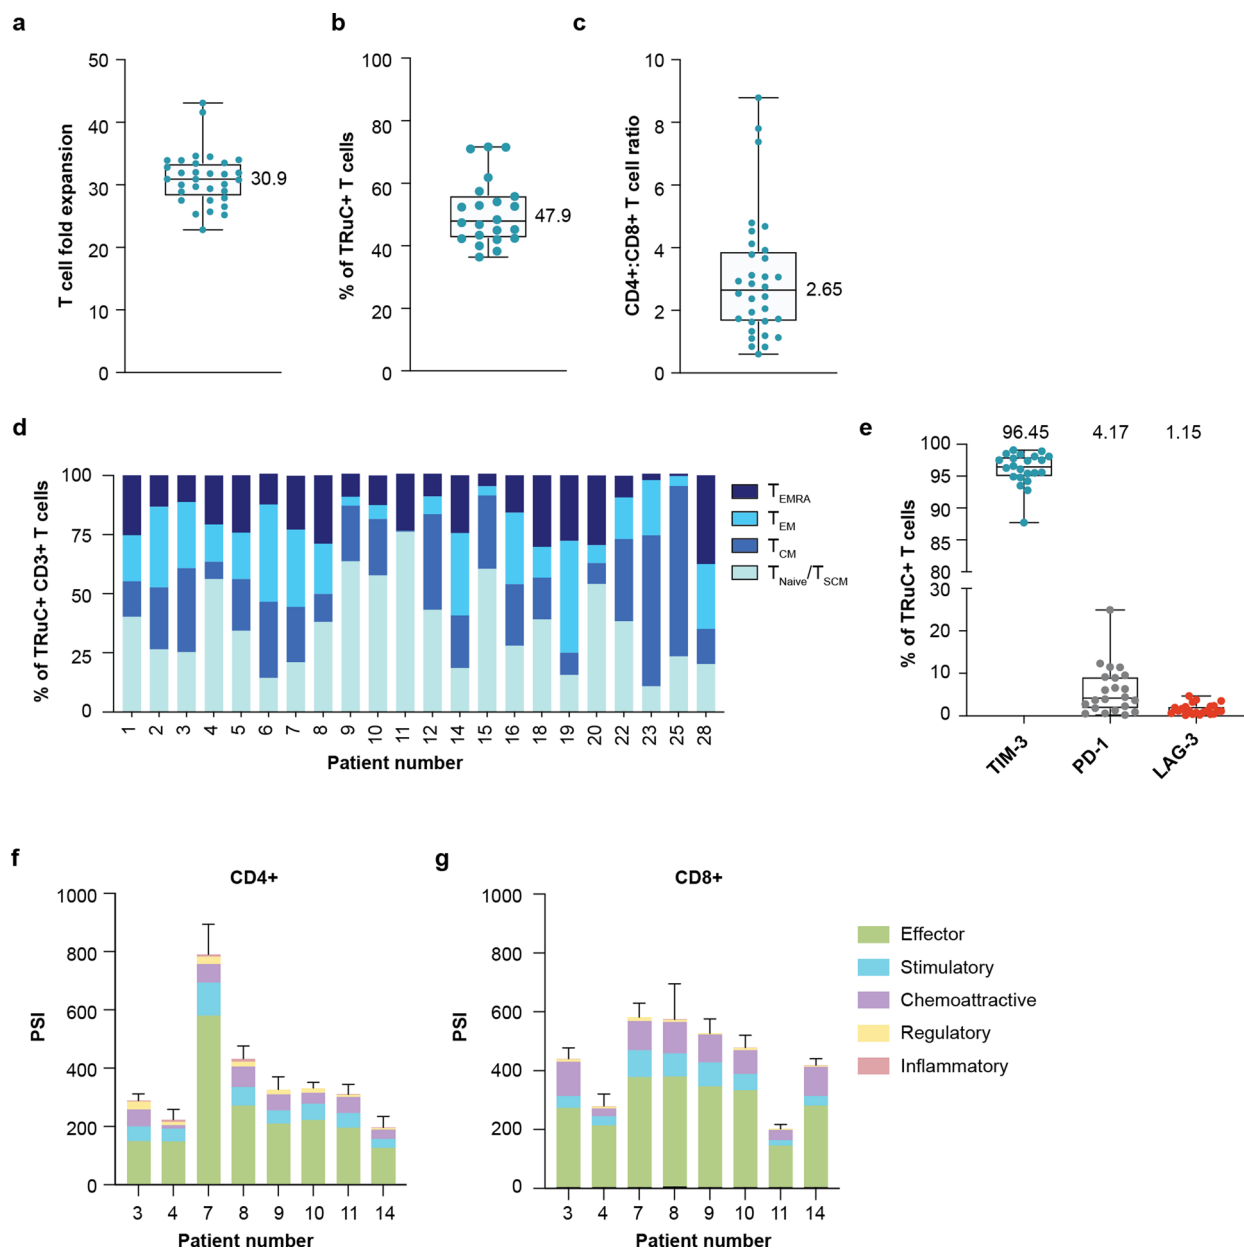 a
T cell fold expansion
50
40
30
20
10
0
30.9
b
% of TRuC+ T cells
100
80
60
40
20
0
47.9
c
CD4+:CD8+ T cell ratio
10
8
6
4
2
0
2.65
d
% of TRuC+ CD3+ T cells
100
75
50
25
0
1 2 3 4 5 6 7 8 9 10 11 12 14 15 16 18 19 20 22 23 25 28
Patient number
TEMRA
TEM
TCM
TNaive/TSCM
e
% of TRuC+ T cells
96.45 4.17 1.15
100
95
90
85
80
30
20
10
0
TIM-3 PD-1 LAG-3
f
CD4+
PSI
1000
800
600
400
200
0
3 4 7 8 9 10 11 14
Patient number
g
CD8+
PSI
1000
800
600
400
200
0
3 4 7 8 9 10 11 14
Patient number
Effector
Stimulatory
Chemoattractive
Regulatory
Inflammatory